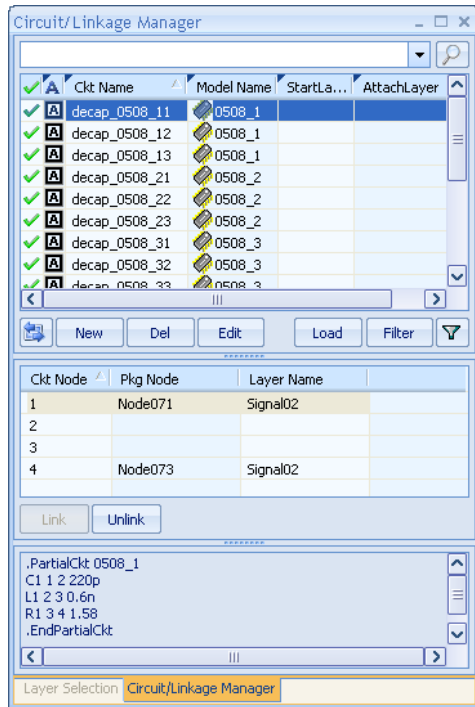 Circuit/Linkage Manager
A Ckt Name Model Name StartLa... AttachLayer
A decap_0508_11 0508_1
A decap_0508_12 0508_1
A decap_0508_13 0508_1
A decap_0508_21 0508_2
A decap_0508_22 0508_2
A decap_0508_23 0508_2
A decap_0508_31 0508_3
A decap_0508_32 0508_3
A decap_0508_33 0508_3
New Del Edit Load Filter
Ckt Node Pkg Node Layer Name
1 Node071 Signal02
2
3
4 Node073 Signal02
Link Unlink
.PartialCkt 0508_1
C1 1 2 220p
L1 2 3 0.6n
R1 3 4 1.58
.EndPartialCkt
Layer Selection Circuit/Linkage Manager